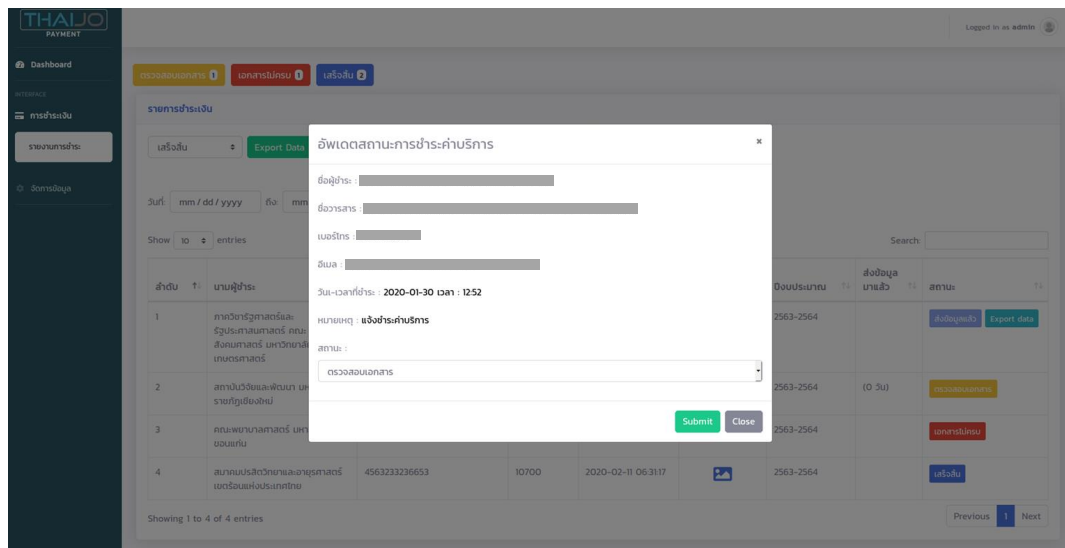 THAIJO
PAYMENT
Logged in as admin
Dashboard
ตรวจสอบเอกสาร 1 เอกสารไม่ครบ 1 เสร็จสิ้น 2
INTERFACE
การชำระเงิน
รายการชำระเงิน
รายงานการชำระ
เสร็จสิ้น Export Data
จัดการข้อมูล
วันที่: mm / dd / yyyy ถึง: mm
Show 10 entries
Search:
อัพเดตสถานะการชำระค่าบริการ ×
ชื่อผู้ชำระ :
ชื่อวารสาร :
เบอร์โทร :
อีเมล :
วัน-เวลาที่ชำระ : 2020-01-30 เวลา : 12:52
หมายเหตุ : แจ้งชำระค่าบริการ
สถานะ :
ตรวจสอบเอกสาร
Submit Close
ลำดับ นามผู้ชำระ ปีงบประมาณ ส่งข้อมูล
มาแล้ว สถานะ
1 ภาควิชารัฐศาสตร์และ 2563-2564 ส่งข้อมูลแล้ว Export data
รัฐประศาสนศาสตร์ คณะ
สังคมศาสตร์ มหาวิทยาลัย
เกษตรศาสตร์
2 สถาบันวิจัยและพัฒนา มห 2563-2564 (0 วัน) ตรวจสอบเอกสาร
ราชภัฏเชียงใหม่
3 คณะพยาบาลศาสตร์ มหา 2563-2564 เอกสารไม่ครบ
ขอนแก่น
4 สมาคมปรสิตวิทยาและอายุรศาสตร์ 4563233236653 10700 2020-02-11 06:31:17 2563-2564 เสร็จสิ้น
เขตร้อนแห่งประเทศไทย
Showing 1 to 4 of 4 entries
Previous 1 Next